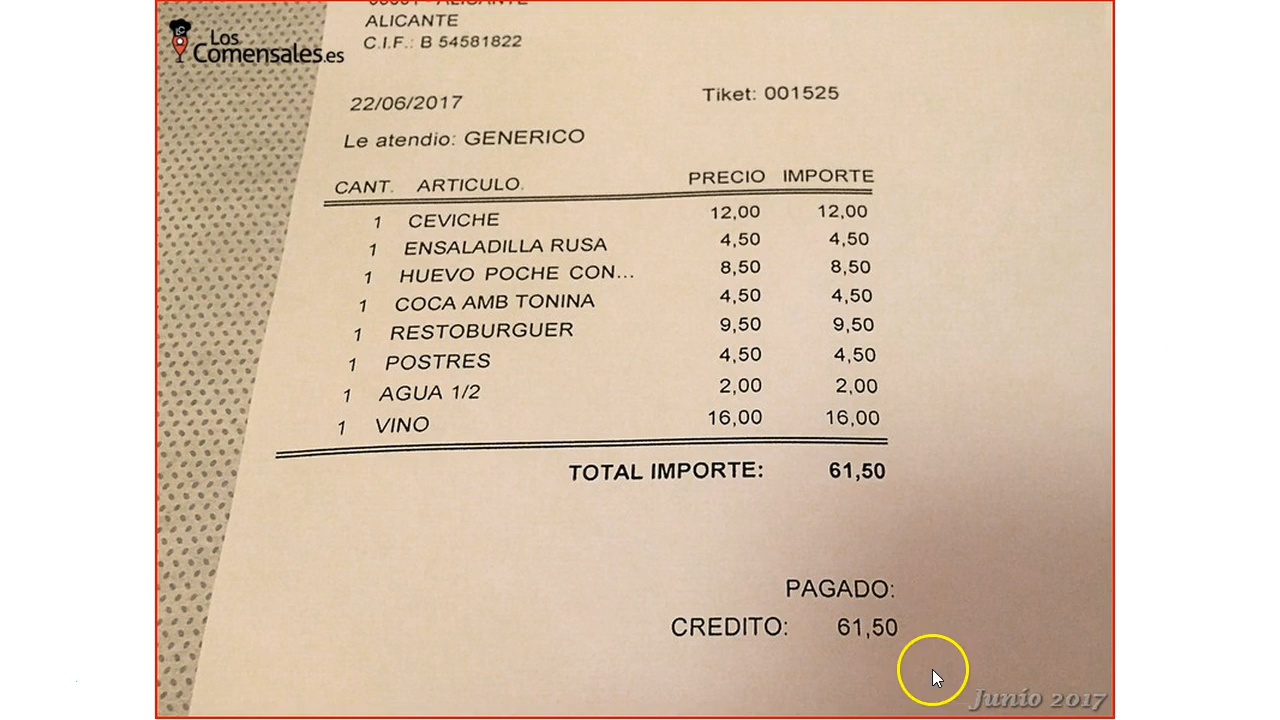 Los
Comensales.es
ALICANTE
C.I.F.: B 54581822
22/06/2017 Tiket: 001525
Le atendio: GENERICO
CANT. ARTICULO. PRECIO IMPORTE
1 CEVICHE 12,00 12,00
1 ENSALADILLA RUSA 4,50 4,50
1 HUEVO POCHE CON... 8,50 8,50
1 COCA AMB TONINA 4,50 4,50
1 RESTOBURGUER 9,50 9,50
1 POSTRES 4,50 4,50
1 AGUA 1/2 2,00 2,00
1 VINO 16,00 16,00
TOTAL IMPORTE: 61,50
PAGADO:
CREDITO: 61,50
Junio 2017